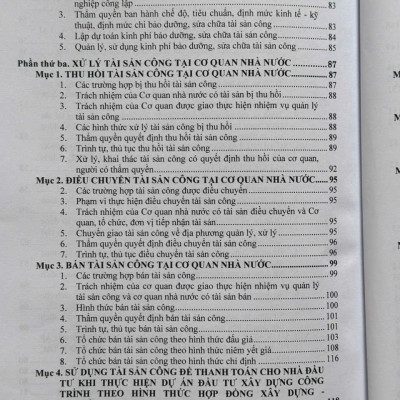 nghiệp công lập ............ 83
3. Thẩm quyền ban hành chế độ, tiêu chuẩn, định mức kinh tế - kỹ
thuật, định mức chi phí bảo dưỡng, sửa chữa tài sản công ............ 83
4. Lập dự toán kinh phí bảo dưỡng, sửa chữa tài sản công ............ 84
5. Quản lý, sử dụng kinh phí bảo dưỡng, sửa chữa tài sản công ............ 85
Phần thứ ba. XỬ LÝ TÀI SẢN CÔNG TẠI CƠ QUAN NHÀ NƯỚC ............ 87
Mục 1. THU HỒI TÀI SẢN CÔNG TẠI CƠ QUAN NHÀ NƯỚC ............ 87
1. Các trường hợp bị thu hồi tài sản công ............ 87
2. Trách nhiệm của Cơ quan nhà nước có tài sản bị thu hồi ............ 88
3. Trách nhiệm của Cơ quan được giao thực hiện nhiệm vụ quản lý
tài sản công ............ 88
4. Các hình thức xử lý tài sản công bị thu hồi ............ 88
5. Thẩm quyền quyết định thu hồi tài sản công ............ 88
6. Trình tự, thủ tục thu hồi tài sản công ............ 89
7. Xử lý, khai thác tài sản công có quyết định thu hồi của cơ quan,
người có thẩm quyền ............ 92
Mục 2. ĐIỀU CHUYỂN TÀI SẢN CÔNG TẠI CƠ QUAN NHÀ NƯỚC ..... 95
1. Các trường hợp tài sản công được điều chuyển ............ 95
3. Phạm vi thực hiện điều chuyển tài sản công ............ 95
4. Trách nhiệm của Cơ quan nhà nước có tài sản điều chuyển và Cơ
quan, tổ chức, đơn vị tiếp nhận tài sản ............ 95
5. Chuyển giao tài sản công về địa phương quản lý, xử lý ............ 95
6. Thẩm quyền quyết định điều chuyển tài sản công ............ 96
7. Trình tự, thủ tục điều chuyển tài sản công ............ 96
Mục 3. BÁN TÀI SẢN CÔNG TẠI CƠ QUAN NHÀ NƯỚC ............ 99
1. Các trường hợp bán tài sản công ............ 99
2. Trách nhiệm của cơ quan được giao thực hiện nhiệm vụ quản lý
tài sản công và cơ quan nhà nước có tài sản bán ............ 100
3. Hình thức bán tài sản công ............ 100
4. Thẩm quyền quyết định bán tài sản công ............ 101
5. Trình tự, thủ tục bán tài sản công ............ 101
6. Tổ chức bán tài sản công theo hình thức đấu giá ............ 103
7. Tổ chức bán tài sản công theo hình thức niêm yết giá ............ 108
8. Tổ chức bán tài sản công theo hình thức chỉ định ............ 116
Mục 4. SỬ DỤNG TÀI SẢN CÔNG ĐỂ THANH TOÁN CHO NHÀ ĐẦU
TƯ KHI THỰC HIỆN DỰ ÁN ĐẦU TƯ XÂY DỰNG CÔNG
TRÌNH THEO HÌNH THỨC HỢP ĐỒNG XÂY DỰNG -
118
Mục